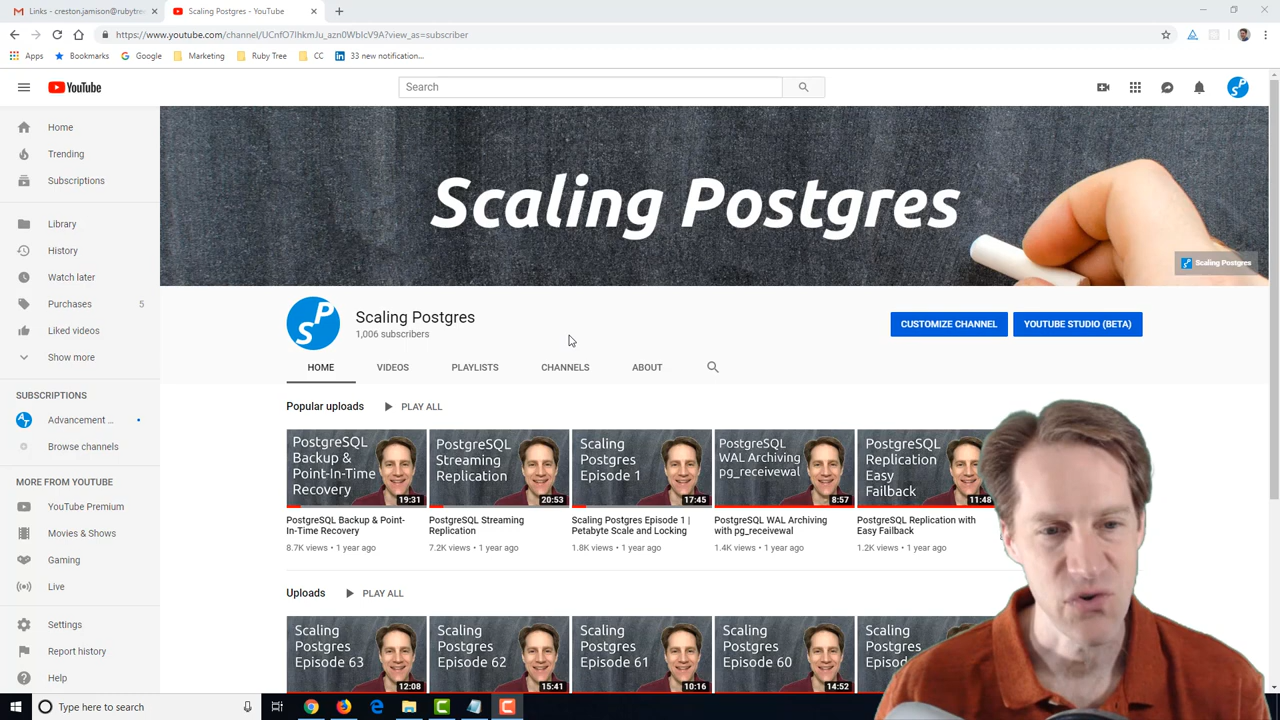 Links - creston.jamison@rubytre
Scaling Postgres - YouTube
https://www.youtube.com/channel/UCnfO7IhkmJu_azn0WbIcV9A?view_as=subscriber
Apps
Bookmarks
Google
Marketing
Ruby Tree
CC
33 new notification...
YouTube
Search
Home
Trending
Subscriptions
Library
History
Watch later
Purchases 5
Liked videos
Show more
SUBSCRIPTIONS
Advancement ...
Browse channels
MORE FROM YOUTUBE
YouTube Premium
Movies & Shows
Gaming
Live
Settings
Report history
Help
Scaling Postgres
Scaling Postgres
SP
Scaling Postgres
1,006 subscribers
CUSTOMIZE CHANNEL
YOUTUBE STUDIO (BETA)
HOME
VIDEOS
PLAYLISTS
CHANNELS
ABOUT
Popular uploads
PLAY ALL
PostgreSQL
Backup &
Point-In-Time
Recovery
19:31
PostgreSQL Backup & Point-
In-Time Recovery
8.7K views • 1 year ago
PostgreSQL
Streaming
Replication
20:53
PostgreSQL Streaming
Replication
7.2K views • 1 year ago
Scaling
Postgres
Episode 1
17:45
Scaling Postgres Episode 1 |
Petabyte Scale and Locking
1.8K views • 1 year ago
PostgreSQL
WAL Archiving
pg_receivewal
8:57
PostgreSQL WAL Archiving
with pg_receivewal
1.4K views • 1 year ago
PostgreSQL
Replication
Easy
Failback
11:48
PostgreSQL Replication with
Easy Failback
1.2K views • 1 year ago
Uploads
PLAY ALL
Scaling
Postgres
Episode 63
12:08
Scaling
Postgres
Episode 62
15:41
Scaling
Postgres
Episode 61
10:16
Scaling
Postgres
Episode 60
14:52
Scaling
Postgres
Type here to search